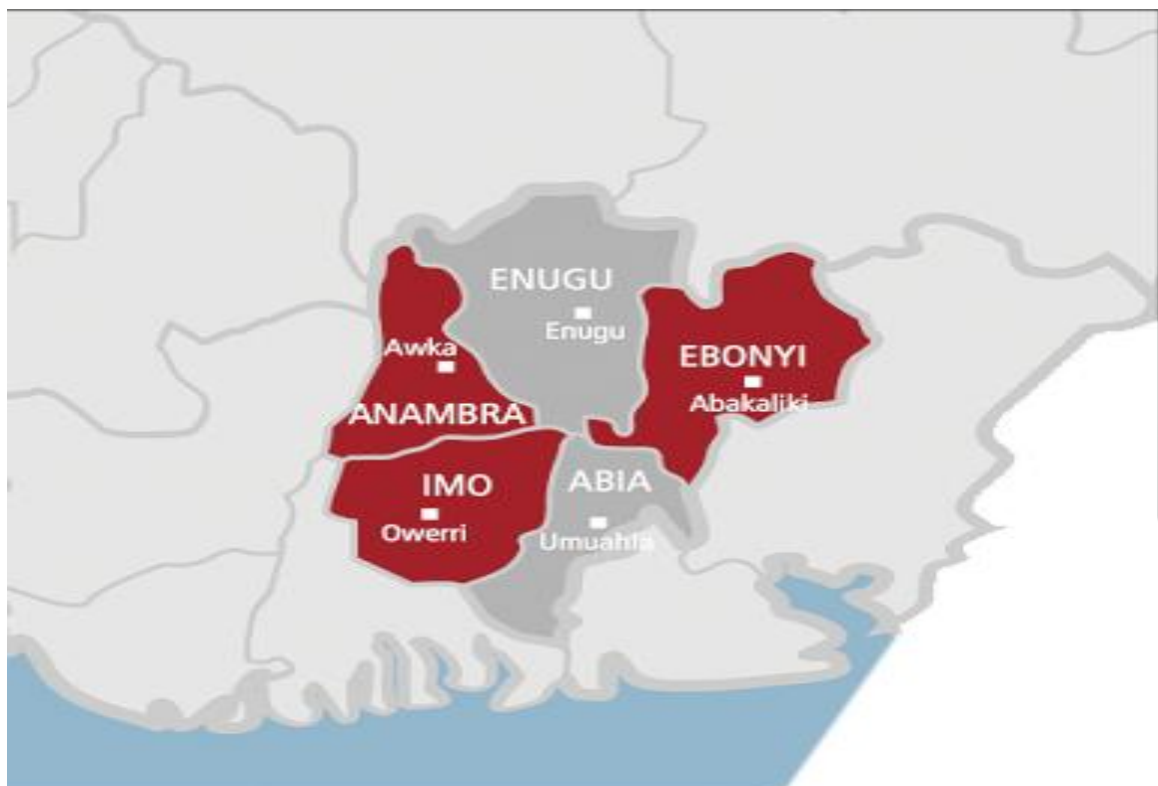 ENUGU
Enugu
Awka
EBONYI
Abakaliki
ANAMBRA
IMO
ABIA
Owerri
Umuahia